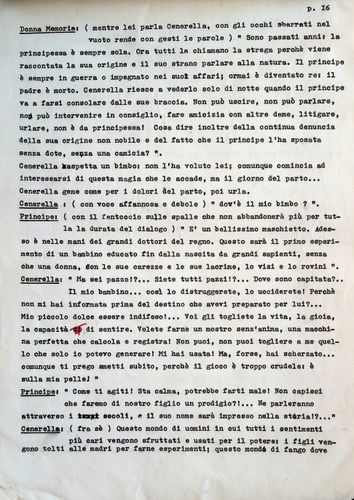 p. 16
Donna Memoria: ( mentre lei parla Cenerella, con gli occhi sbarrati nel
vuoto rende con gesti le parole ) " Sono passati anni: la
principessa è sempre sola. Ora tutti la chiamano la strega perchè viene
raccontata la sua origine e il suo strano parlare alla natura. Il principe
è sempre in guerra o impegnato nei suoi affari; ormai è diventato re: il
padre è morto. Cenerella riesce a vederlo solo di notte quando il principe
va a farsi consolare dalle sue braccia. Non può uscire, non può parlare,
non può intervenire in consiglio, fare amicizia con altre dame, litigare,
urlare, non è da principessa! Cosa dire inoltre della continua denuncia
della sua origine non nobile e del fatto che il principe l'ha sposata
senza dote, senza una camicia?".
Cenerella aspetta un bimbo: non l'ha voluto lei; comunque comincia ad
interessarsi di questa magia che le accade, ma il giorno del parto...
Cenerella geme come per i dolori del parto, poi urla.
Cenerella : ( con voce affannosa e debole ) " dov'è il mio bimbo ? ".
Principe: ( con il fantoccio sulle spalle che non abbandonerà più per tut-
la la durata del dialogo ) " E' un bellissimo maschietto. Ades-
so è nelle mani dei grandi dottori del regno. Questo sarà il primo esperi-
mento di un bambino educato fin dalla nascita da grandi sapienti, senza
che una donna, con le sue carezze e le sue lacrime, lo visi e lo rovini ".
Cenerella: " Ma sei pazzo!?... Siete tutti pazzi!?... Dove sono capitata?..
Il mio bambino... così lo distruggerete, lo ucciderete! Perchè
non mi hai informata prima del destino che avevi preparato per lui?...
Mio piccolo dolce essere indifeso!... Voi gli togliete la vita, la gioia,
la capacità di sentire. Volete farne un mostro senz'anima, una macchi-
na perfetta che calcola e registra! Non puoi, non puoi togliere a me quel-
lo che solo io potevo generare! Mi hai usata! Ma, forse, hai scherzato...
comunque ti prego smetti subito, perchè il gioco è troppo crudele: è
sulla mia pelle! "
Principe: " Come ti agiti! Sta calma, potrebbe farti male! Non capisci
che faremo di nostro figlio un prodigio?!... Ne parleranno
attraverso i secoli, e il suo nome sarà impresso nella storia!?..."
Cenerella: ( fra sè ) Questo mondo di uomini in cui tutti i sentimenti
più cari vengono sfruttati e usati per il potere: i figli ven-
gono tolti alle madri per farne esperimenti; questo mondo di fango dove